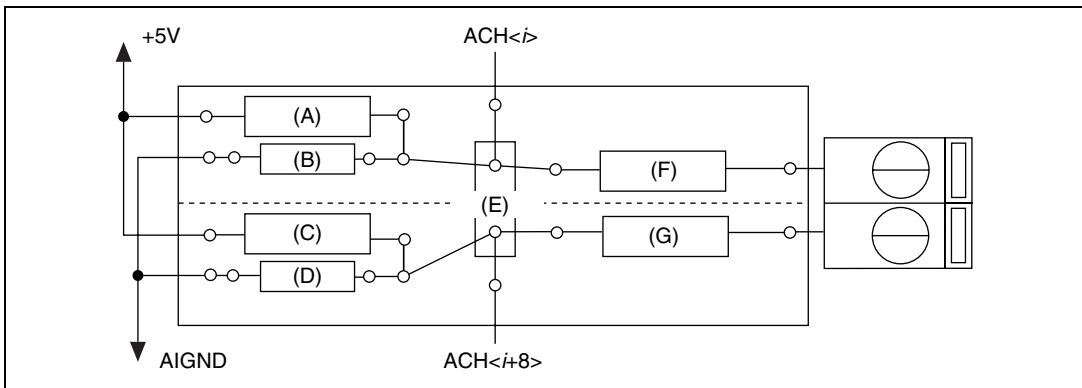 +5V
ACH<i>
(A)
(B)
(F)
(E)
(C)
(G)
(D)
AIGND
ACH<i+8>